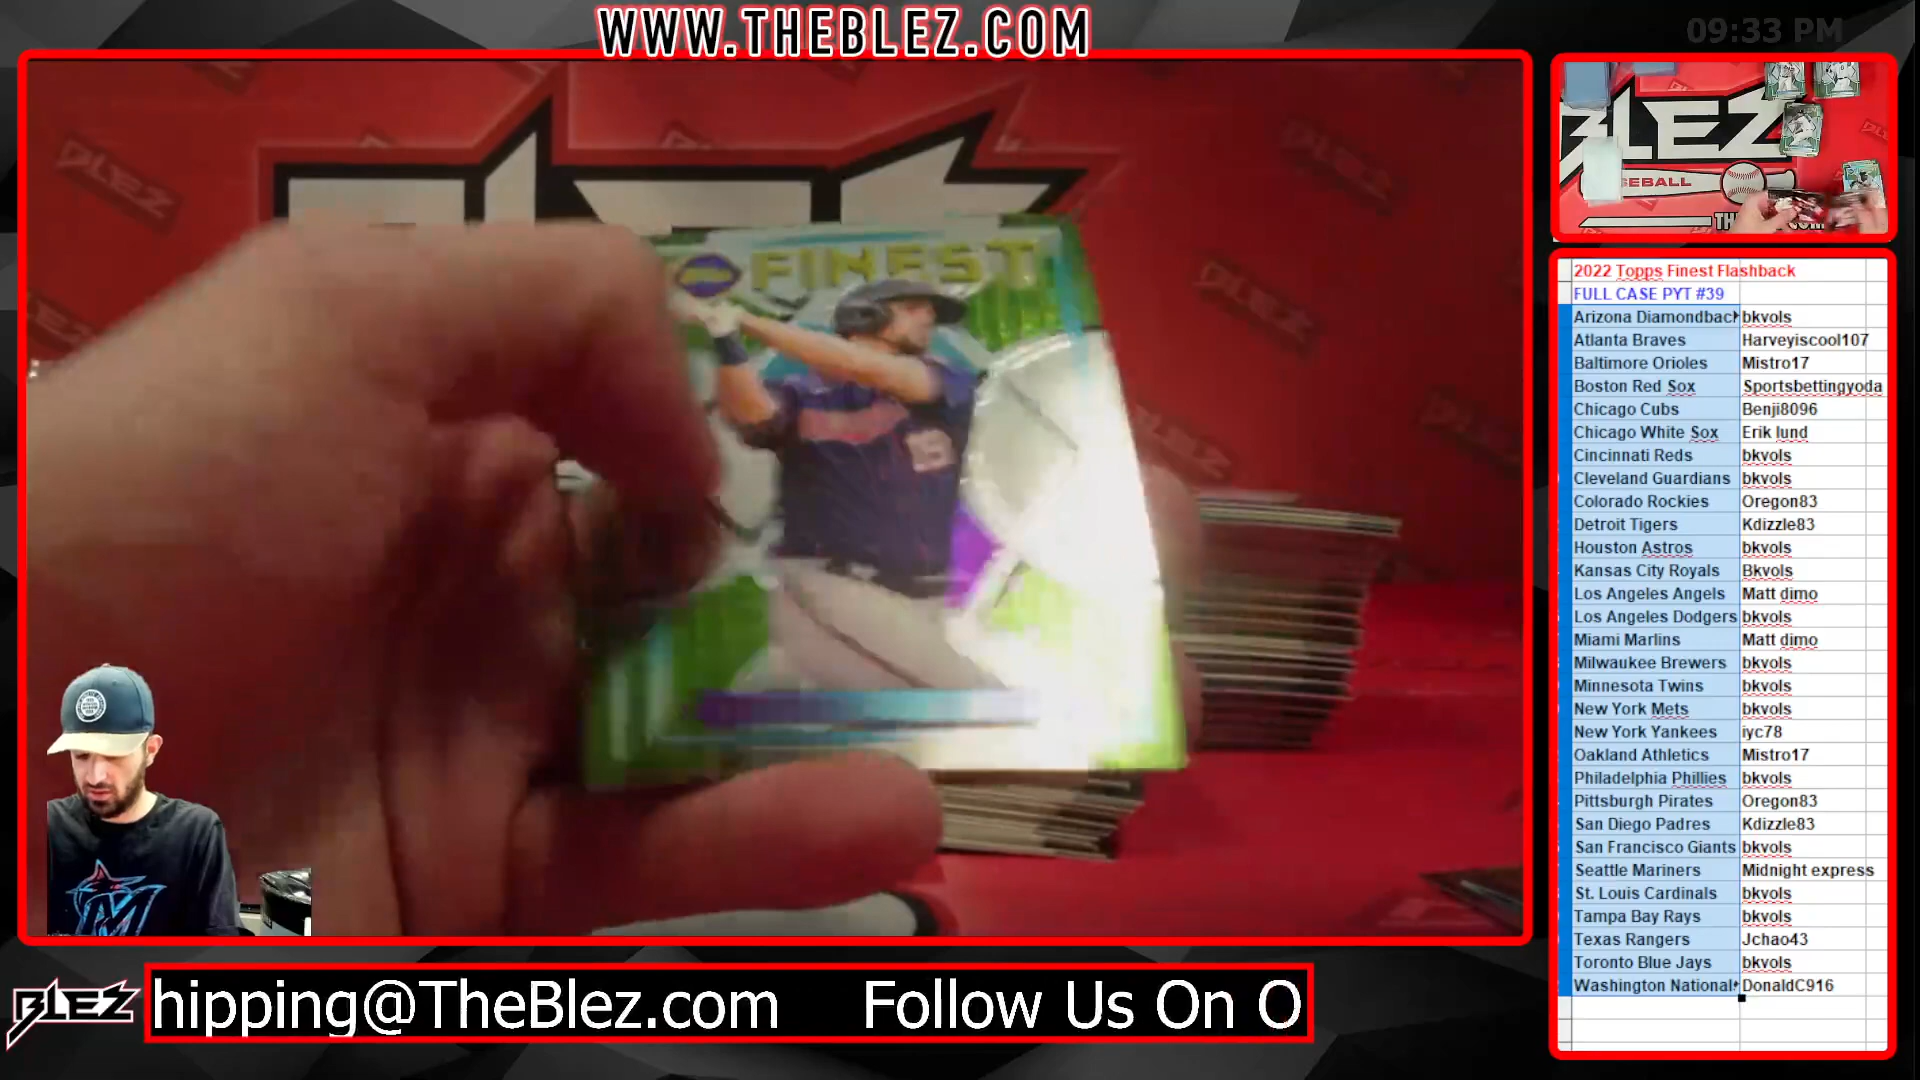 WWW.THEBLEZ.COM
09:33 PM
FINEST
BLEZ
BASEBALL
2022 Topps Finest Flashback
FULL CASE PYT #39
Arizona Diamondbac bkvols
Atlanta Braves Harveyiscool107
Baltimore Orioles Mistro17
Boston Red Sox Sportsbettingyoda
Chicago Cubs Benji8096
Chicago White Sox Erik lund
Cincinnati Reds bkvols
Cleveland Guardians bkvols
Colorado Rockies Oregon83
Detroit Tigers Kdizzle83
Houston Astros bkvols
Kansas City Royals Bkvols
Los Angeles Angels Matt dimo
Los Angeles Dodgers bkvols
Miami Marlins Matt dimo
Milwaukee Brewers bkvols
Minnesota Twins bkvols
New York Mets bkvols
New York Yankees iyc78
Oakland Athletics Mistro17
Philadelphia Phillies bkvols
Pittsburgh Pirates Oregon83
San Diego Padres Kdizzle83
San Francisco Giants bkvols
Seattle Mariners Midnight express
St. Louis Cardinals bkvols
Tampa Bay Rays bkvols
Texas Rangers Jchao43
Toronto Blue Jays bkvols
Washington National DonaldC916
BLEZ hipping@TheBlez.com Follow Us On O